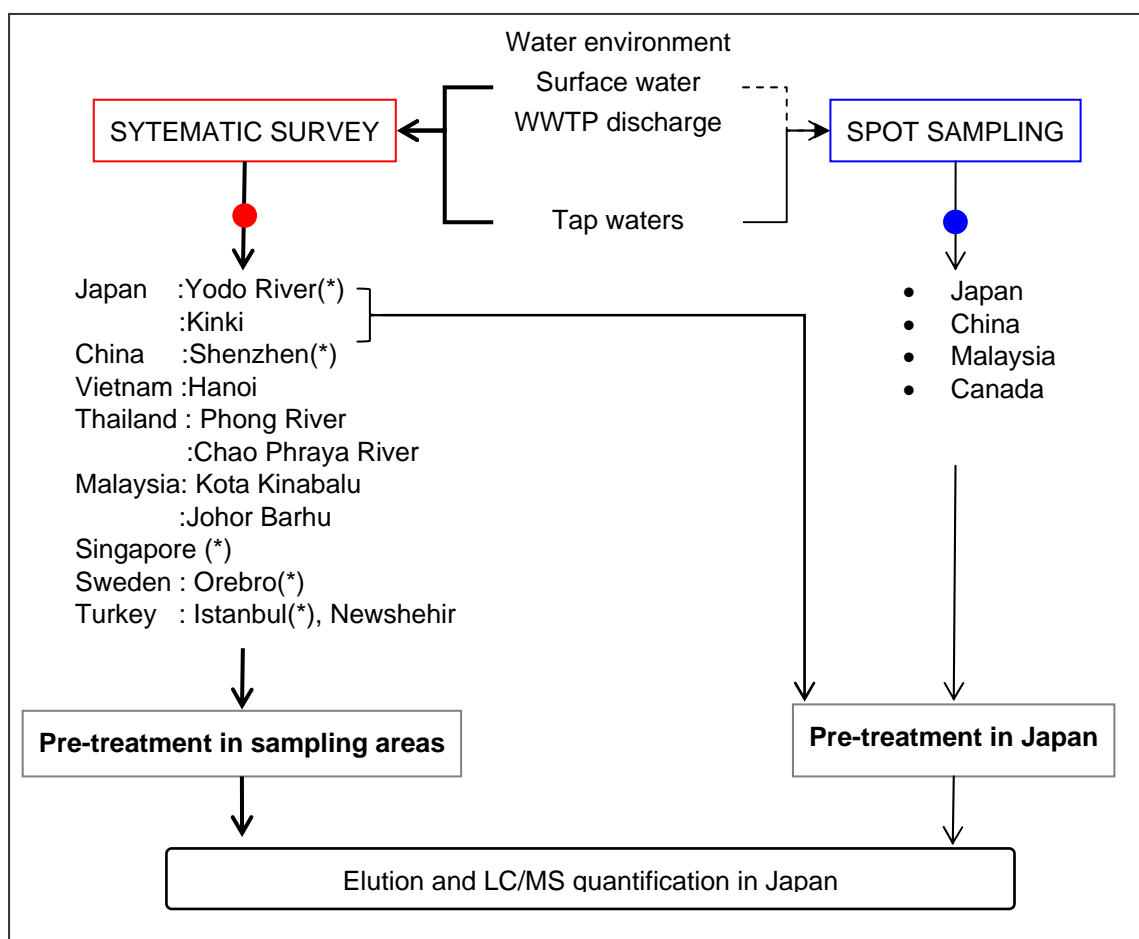 Water environment
Surface water
WWTP discharge
Tap waters
SYTEMATIC SURVEY
SPOT SAMPLING
Japan :Yodo River(*)
:Kinki
China :Shenzhen(*)
Vietnam :Hanoi
Thailand : Phong River
:Chao Phraya River
Malaysia: Kota Kinabalu
:Johor Barhu
Singapore (*)
Sweden : Orebro(*)
Turkey : Istanbul(*), Newshehir
• Japan
• China
• Malaysia
• Canada
Pre-treatment in sampling areas
Pre-treatment in Japan
Elution and LC/MS quantification in Japan